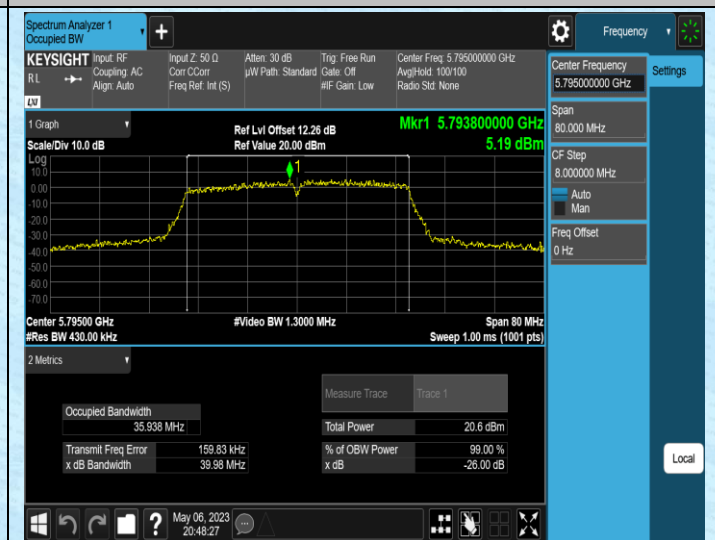 Spectrum Analyzer 1
Occupied BW
+
Frequency
KEYSIGHT
R L
LXI
Input: RF
Coupling: AC
Align: Auto
Input Z: 50 Ω
Corr CCorr
Freq Ref: Int (S)
Atten: 30 dB
µW Path: Standard
Trig: Free Run
Gate: Off
#IF Gain: Low
Center Freq: 5.795000000 GHz
Avg|Hold: 100/100
Radio Std: None
Center Frequency
5.795000000 GHz
Settings
Span
80.000 MHz
CF Step
8.000000 MHz
Auto
Man
Freq Offset
0 Hz
1 Graph
Scale/Div 10.0 dB
Ref Lvl Offset 12.26 dB
Ref Value 20.00 dBm
Mkr1 5.793800000 GHz
5.19 dBm
Log
10.0
0.00
-10.0
-20.0
-30.0
-40.0
-50.0
-60.0
-70.0
1
Center 5.79500 GHz
#Res BW 430.00 kHz
#Video BW 1.3000 MHz
Span 80 MHz
Sweep 1.00 ms (1001 pts)
2 Metrics
Measure Trace
Trace 1
Occupied Bandwidth
35.938 MHz
Total Power
20.6 dBm
Transmit Freq Error
159.83 kHz
% of OBW Power
99.00 %
x dB Bandwidth
39.98 MHz
x dB
-26.00 dB
Local
?
May 06, 2023
20:48:27